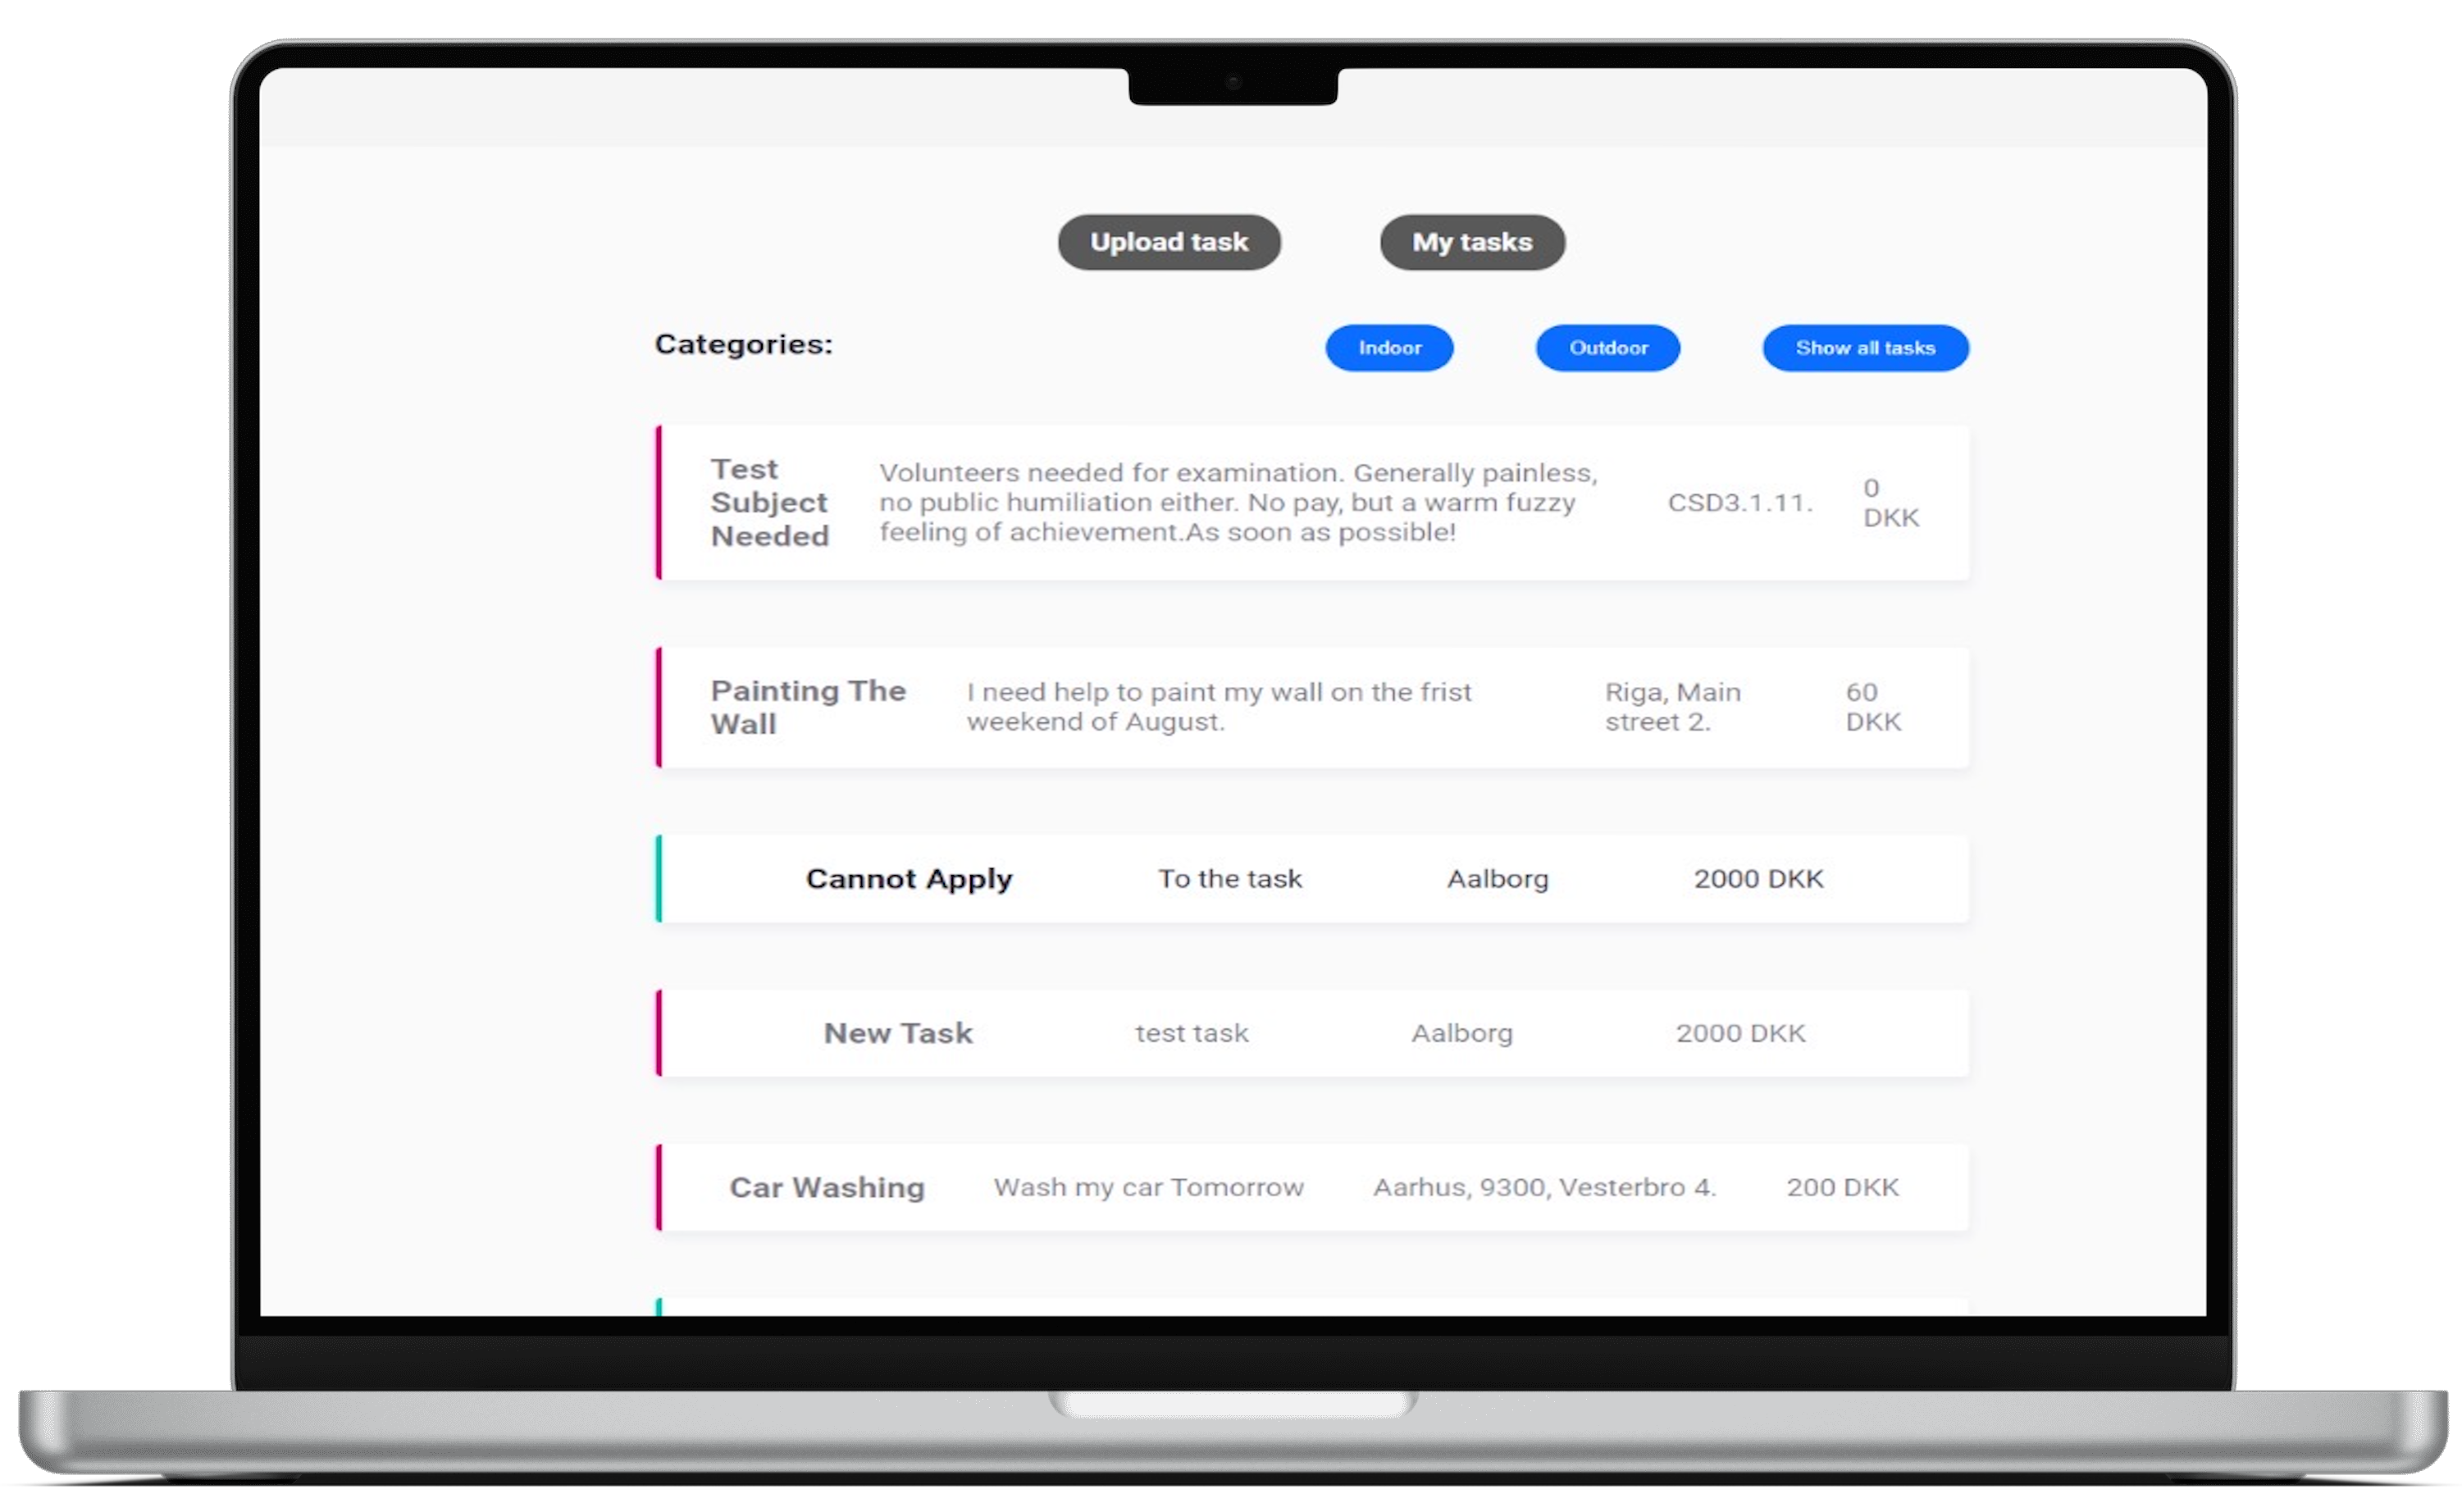 Upload task
My tasks
Categories:
Indoor
Outdoor
Show all tasks
Test
Subject
Needed
Volunteers needed for examination. Generally painless,
no public humiliation either. No pay, but a warm fuzzy
feeling of achievement.As soon as possible!
CSD3.1.11.
0
DKK
Painting The
Wall
I need help to paint my wall on the frist
weekend of August.
Riga, Main
street 2.
60
DKK
Cannot Apply
To the task
Aalborg
2000 DKK
New Task
test task
Aalborg
2000 DKK
Car Washing
Wash my car Tomorrow
Aarhus, 9300, Vesterbro 4.
200 DKK